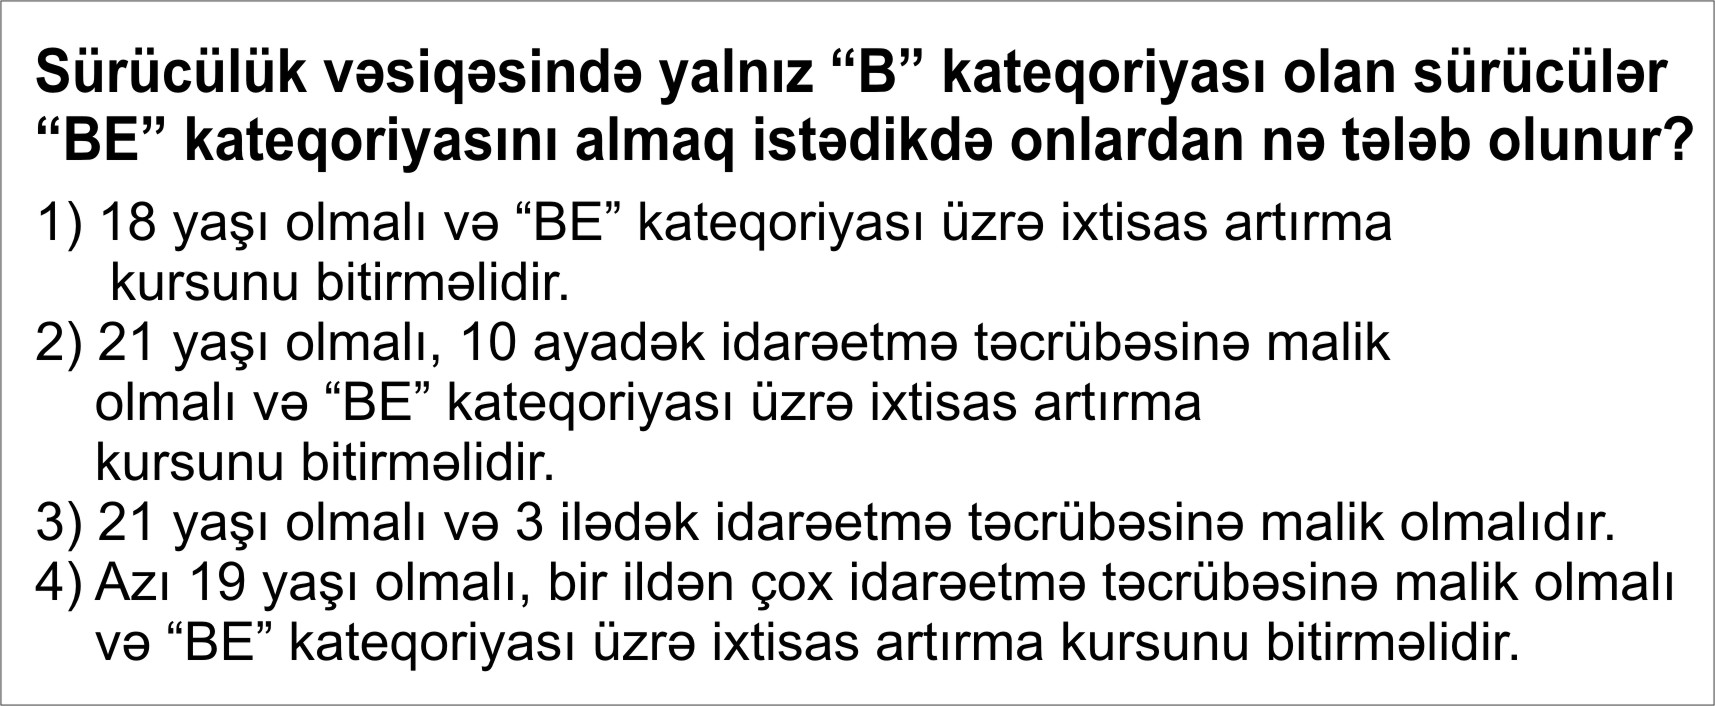 Sürücülük vəsiqəsində yalnız “B” kateqoriyası olan sürücülər
“BE” kateqoriyasını almaq istədikdə onlardan nə tələb olunur?
1) 18 yaşı olmalı və “BE” kateqoriyası üzrə ixtisas artırma
kursunu bitirməlidir.
2) 21 yaşı olmalı, 10 ayadək idarəetmə təcrübəsinə malik
olmalı və “BE” kateqoriyası üzrə ixtisas artırma
kursunu bitirməlidir.
3) 21 yaşı olmalı və 3 ilədək idarəetmə təcrübəsinə malik olmalıdır.
4) Azı 19 yaşı olmalı, bir ildən çox idarəetmə təcrübəsinə malik olmalı
və “BE” kateqoriyası üzrə ixtisas artırma kursunu bitirməlidir.